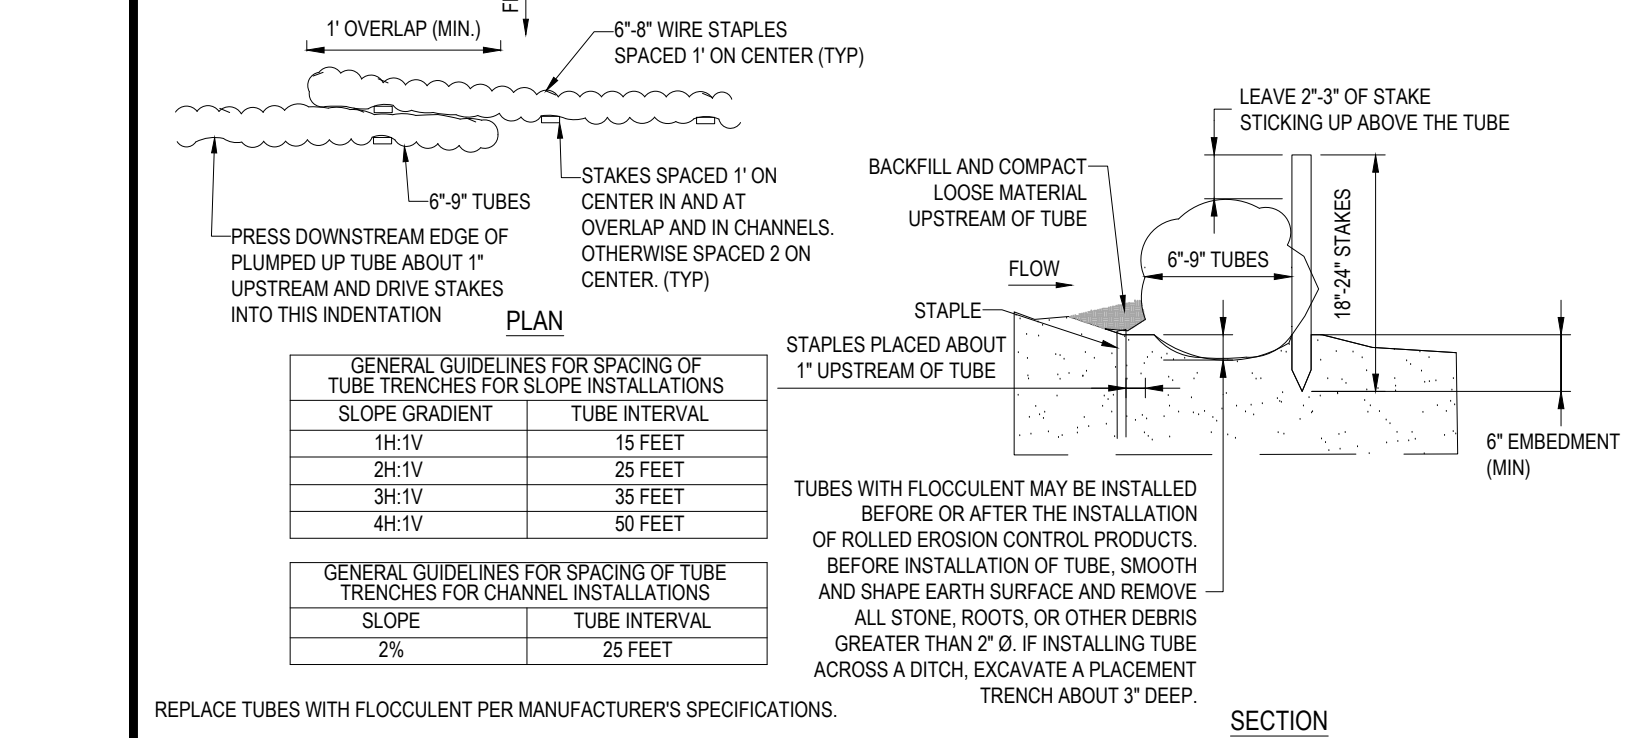 1' OVERLAP (MIN.)
6"-8" WIRE STAPLES
SPACED 1' ON CENTER (TYP)
STAKES SPACED 1' ON
CENTER IN AND AT
OVERLAP AND IN CHANNELS.
OTHERWISE SPACED 2 ON
CENTER. (TYP)
6"-9" TUBES
PRESS DOWNSTREAM EDGE OF
PLUMPED UP TUBE ABOUT 1"
UPSTREAM AND DRIVE STAKES
INTO THIS INDENTATION
PLAN
GENERAL GUIDELINES FOR SPACING OF
TUBE TRENCHES FOR SLOPE INSTALLATIONS
SLOPE GRADIENT TUBE INTERVAL
1H:1V 15 FEET
2H:1V 25 FEET
3H:1V 35 FEET
4H:1V 50 FEET
GENERAL GUIDELINES FOR SPACING OF TUBE
TRENCHES FOR CHANNEL INSTALLATIONS
SLOPE TUBE INTERVAL
2% 25 FEET
REPLACE TUBES WITH FLOCCULENT PER MANUFACTURER'S SPECIFICATIONS.
LEAVE 2"-3" OF STAKE
STICKING UP ABOVE THE TUBE
BACKFILL AND COMPACT
LOOSE MATERIAL
UPSTREAM OF TUBE
FLOW
6"-9" TUBES
18"-24" STAKES
STAPLE
STAPLES PLACED ABOUT
1" UPSTREAM OF TUBE
6" EMBEDMENT
(MIN)
TUBES WITH FLOCCULENT MAY BE INSTALLED
BEFORE OR AFTER THE INSTALLATION
OF ROLLED EROSION CONTROL PRODUCTS.
BEFORE INSTALLATION OF TUBE, SMOOTH
AND SHAPE EARTH SURFACE AND REMOVE
ALL STONE, ROOTS, OR OTHER DEBRIS
GREATER THAN 2" Ø. IF INSTALLING TUBE
ACROSS A DITCH, EXCAVATE A PLACEMENT
TRENCH ABOUT 3" DEEP.
SECTION